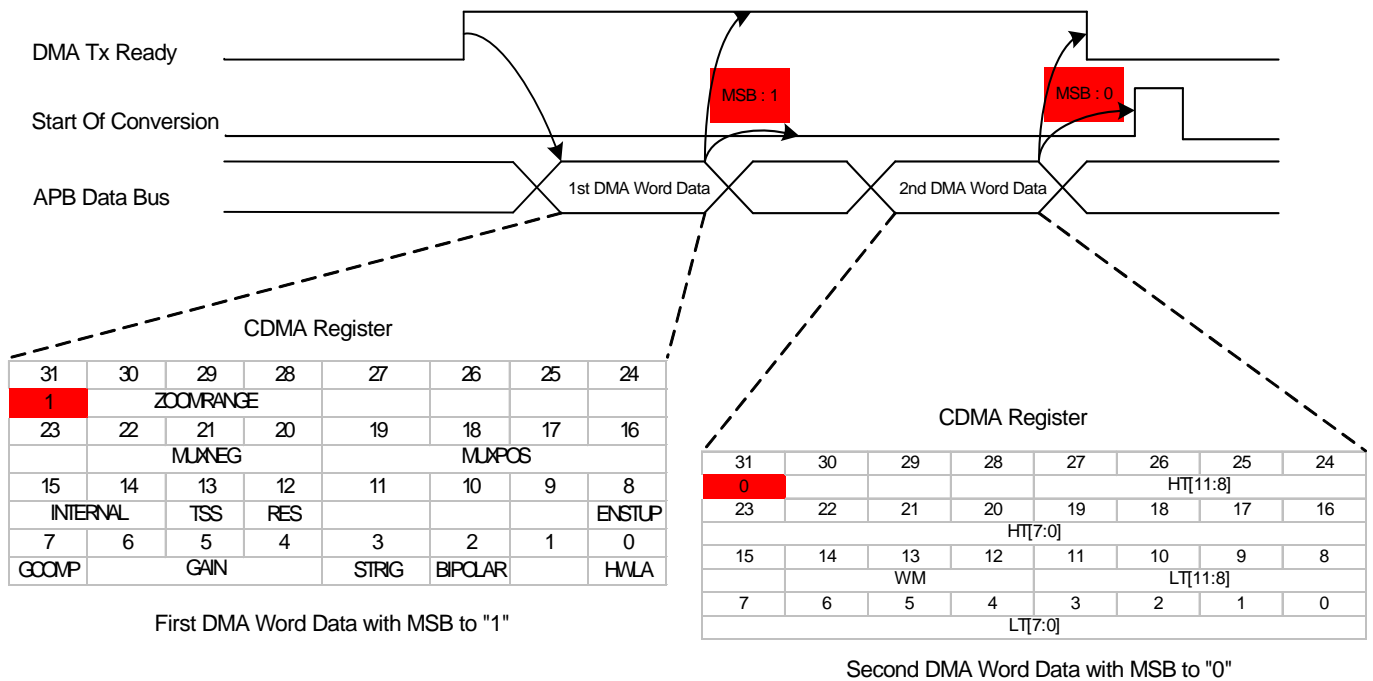 DMA Tx Ready
MSB : 1
MSB : 0
Start Of Conversion
APB Data Bus
1st DMA Word Data
2nd DMA Word Data
CDMA Register
31 30 29 28 27 26 25 24
1 ZOOMRANGE
23 22 21 20 19 18 17 16
MUXNEG MUXPOS
15 14 13 12 11 10 9 8
INTERNAL TSS RES ENSTUP
7 6 5 4 3 2 1 0
GCOMP GAIN STRIG BIPOLAR HWLA
First DMA Word Data with MSB to "1"
CDMA Register
31 30 29 28 27 26 25 24
0 HT[11:8]
23 22 21 20 19 18 17 16
HT[7:0]
15 14 13 12 11 10 9 8
WM LT[11:8]
7 6 5 4 3 2 1 0
LT[7:0]
Second DMA Word Data with MSB to "0"